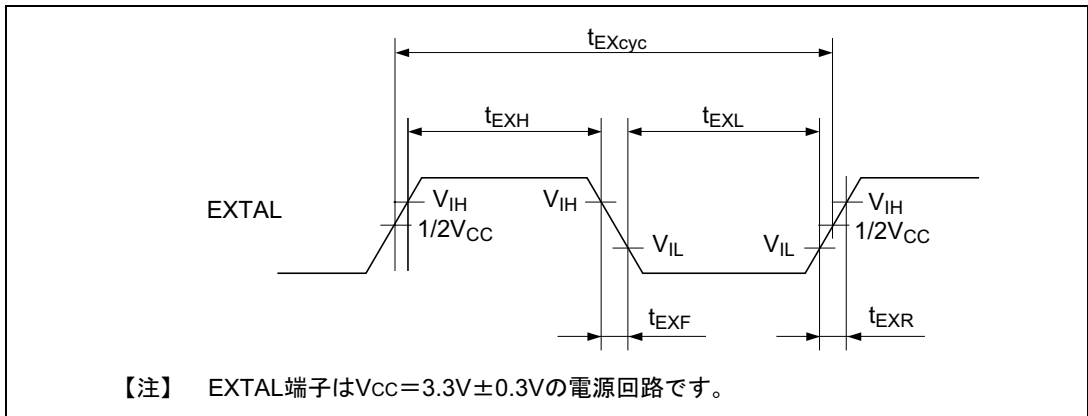 tEXcyc
tEXH
tEXL
EXTAL
VIH
1/2VCC
VIH
VIL
VIL
VIH
1/2VCC
tEXF
tEXR
【注】 EXTAL端子はVCC=3.3V±0.3Vの電源回路です。